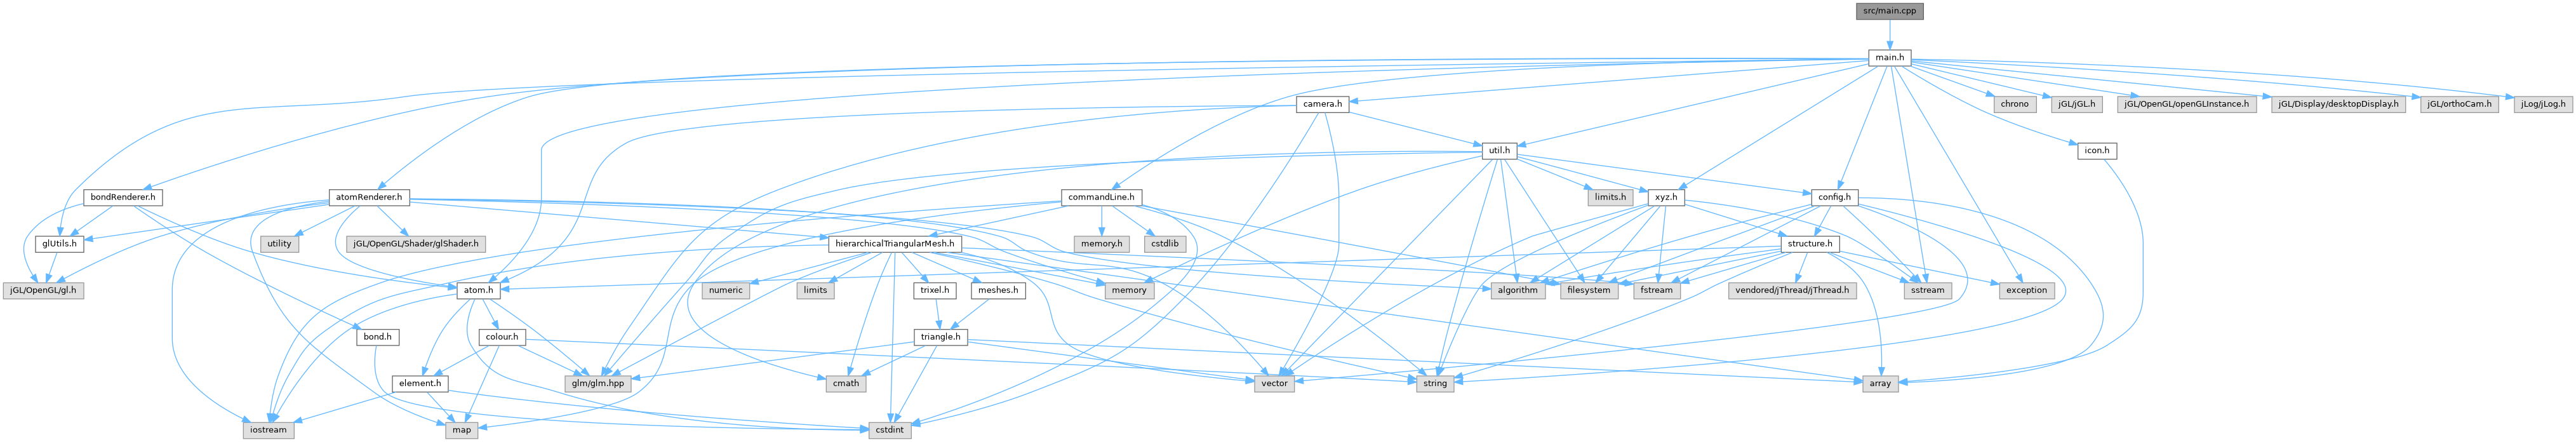 src/main.cpp
main.h
camera.h
chrono
jGL/jGL.h
jGL/OpenGL/openGLInstance.h
jGL/Display/desktopDisplay.h
jGL/orthoCam.h
jLog/jLog.h
util.h
icon.h
bondRenderer.h
atomRenderer.h
commandLine.h
limits.h
xyz.h
config.h
glUtils.h
utility
jGL/OpenGL/Shader/glShader.h
hierarchicalTriangularMesh.h
memory.h
cstdlib
structure.h
jGL/OpenGL/gl.h
atom.h
numeric
limits
trixel.h
meshes.h
memory
algorithm
filesystem
fstream
vendored/jThread/jThread.h
sstream
exception
bond.h
colour.h
triangle.h
element.h
glm/glm.hpp
cmath
vector
string
array
iostream
map
cstdint